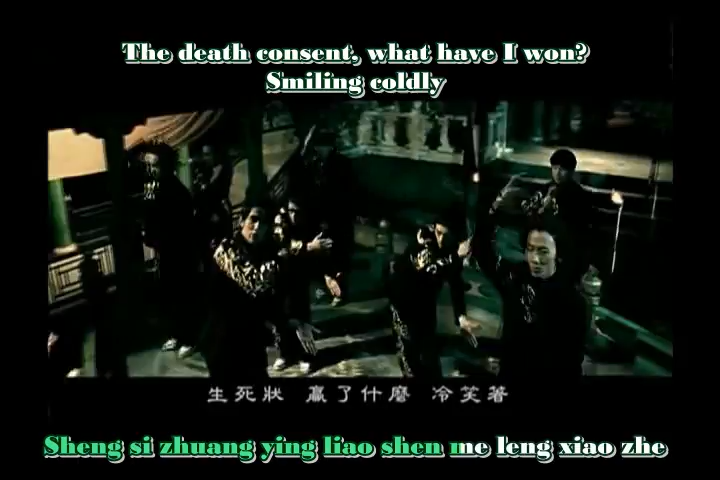 The death consent, what have I won?
Smiling coldly
生死狀 贏了什麼 冷笑著
Sheng si zhuang ying liao shen me leng xiao zhe